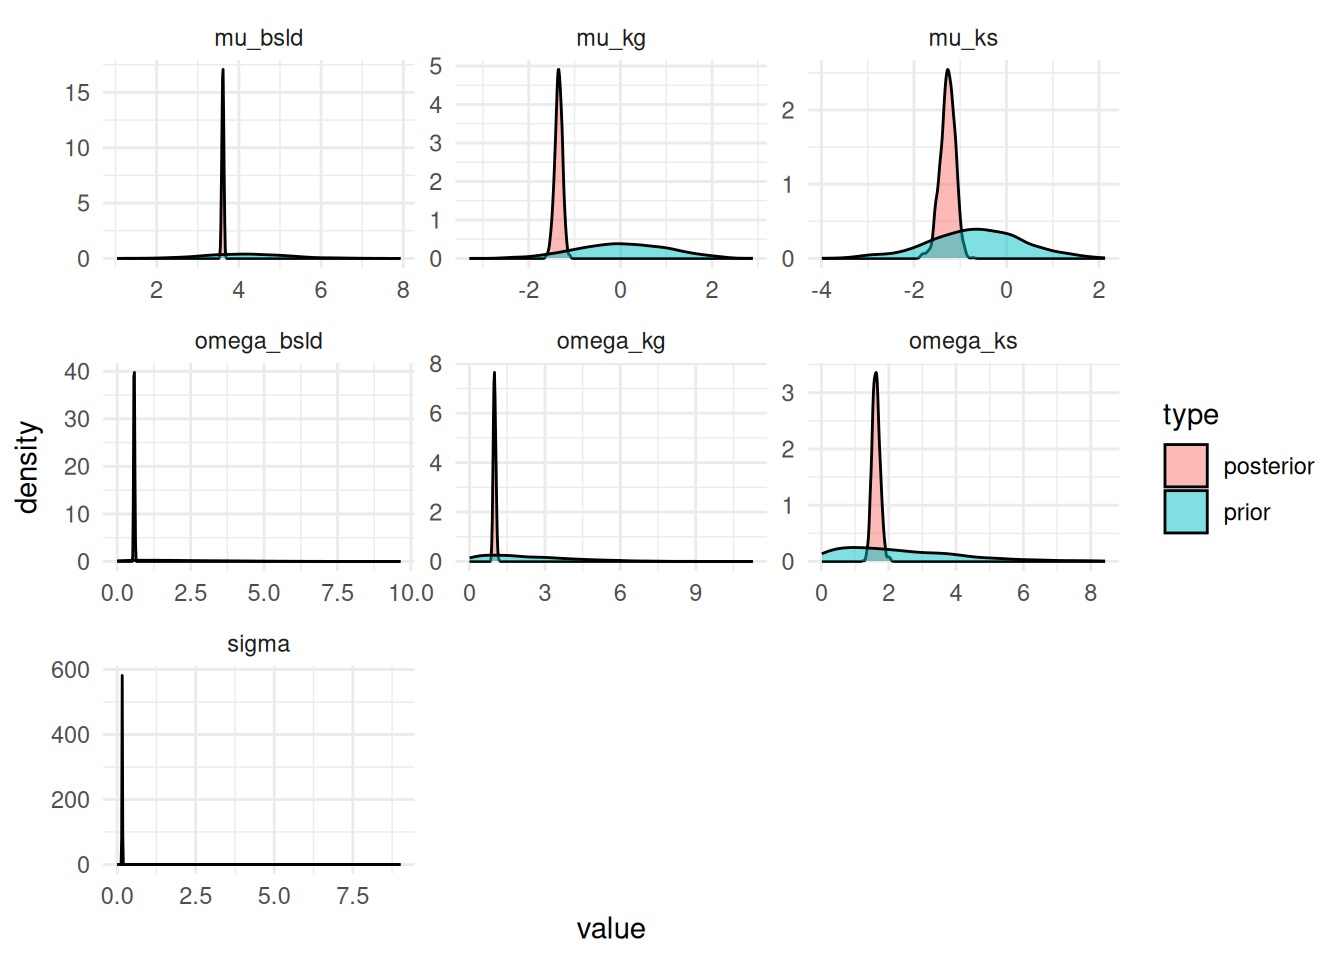 mu_bsld mu_kg mu_ks
15 10 5 0
2 4 6 8
5 4 3 2 1 0
-2 0 2
2 1 0
-4 -2 0 2
omega_bsld omega_kg omega_ks
40 30 20 10 0
0.0 2.5 5.0 7.5 10.0
8 6 4 2 0
0 3 6 9
3 2 1 0
0 2 4 6 8
sigma
600 400 200 0
0.0 2.5 5.0 7.5
density
value
type
posterior
prior